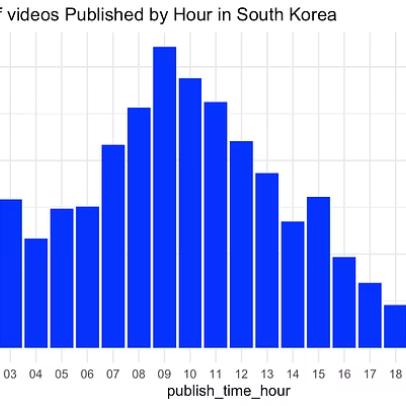 f videos Published by Hour in South Korea
03 04 05 06 07 08 09 10 11 12 13 14 15 16 17 18
publish_time_hour